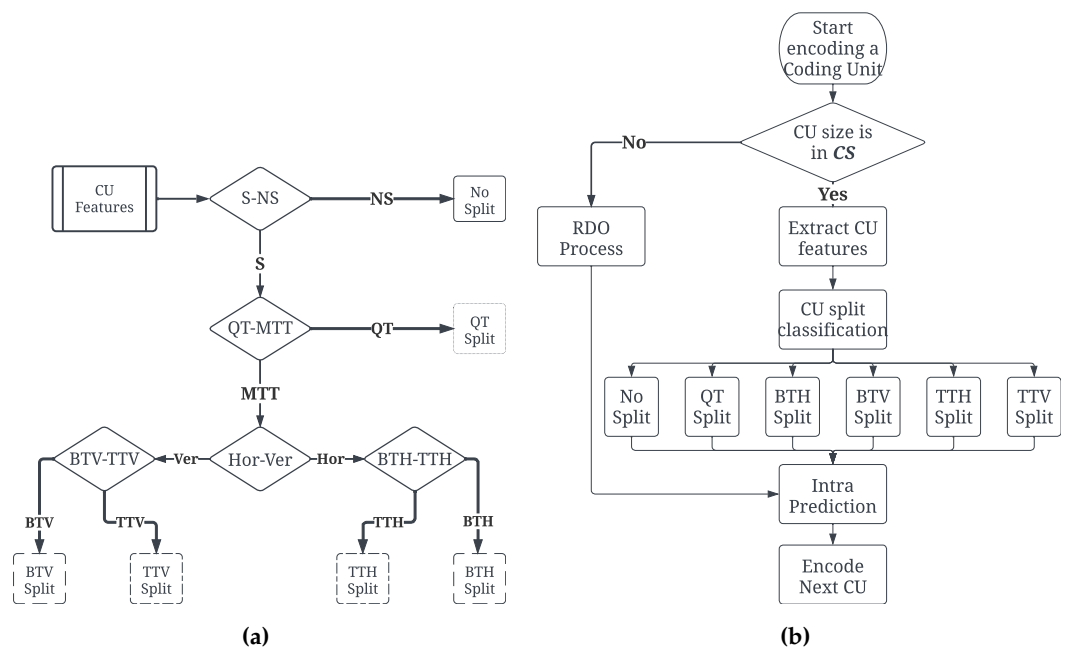 CU
Features
S-NS
NS
No
Split
S
QT-MTT
QT
QT
Split
MTT
BTV-TTV
Ver
Hor-Ver
Hor
BTH-TTH
BTV
TTV
TTH
BTH
BTV
Split
TTV
Split
TTH
Split
BTH
Split
(a)
Start
encoding a
Coding Unit
CU size is
in CS
No
Yes
RDO
Process
Extract CU
features
CU split
classification
No
Split
QT
Split
BTH
Split
BTV
Split
TTH
Split
TTV
Split
Intra
Prediction
Encode
Next CU
(b)